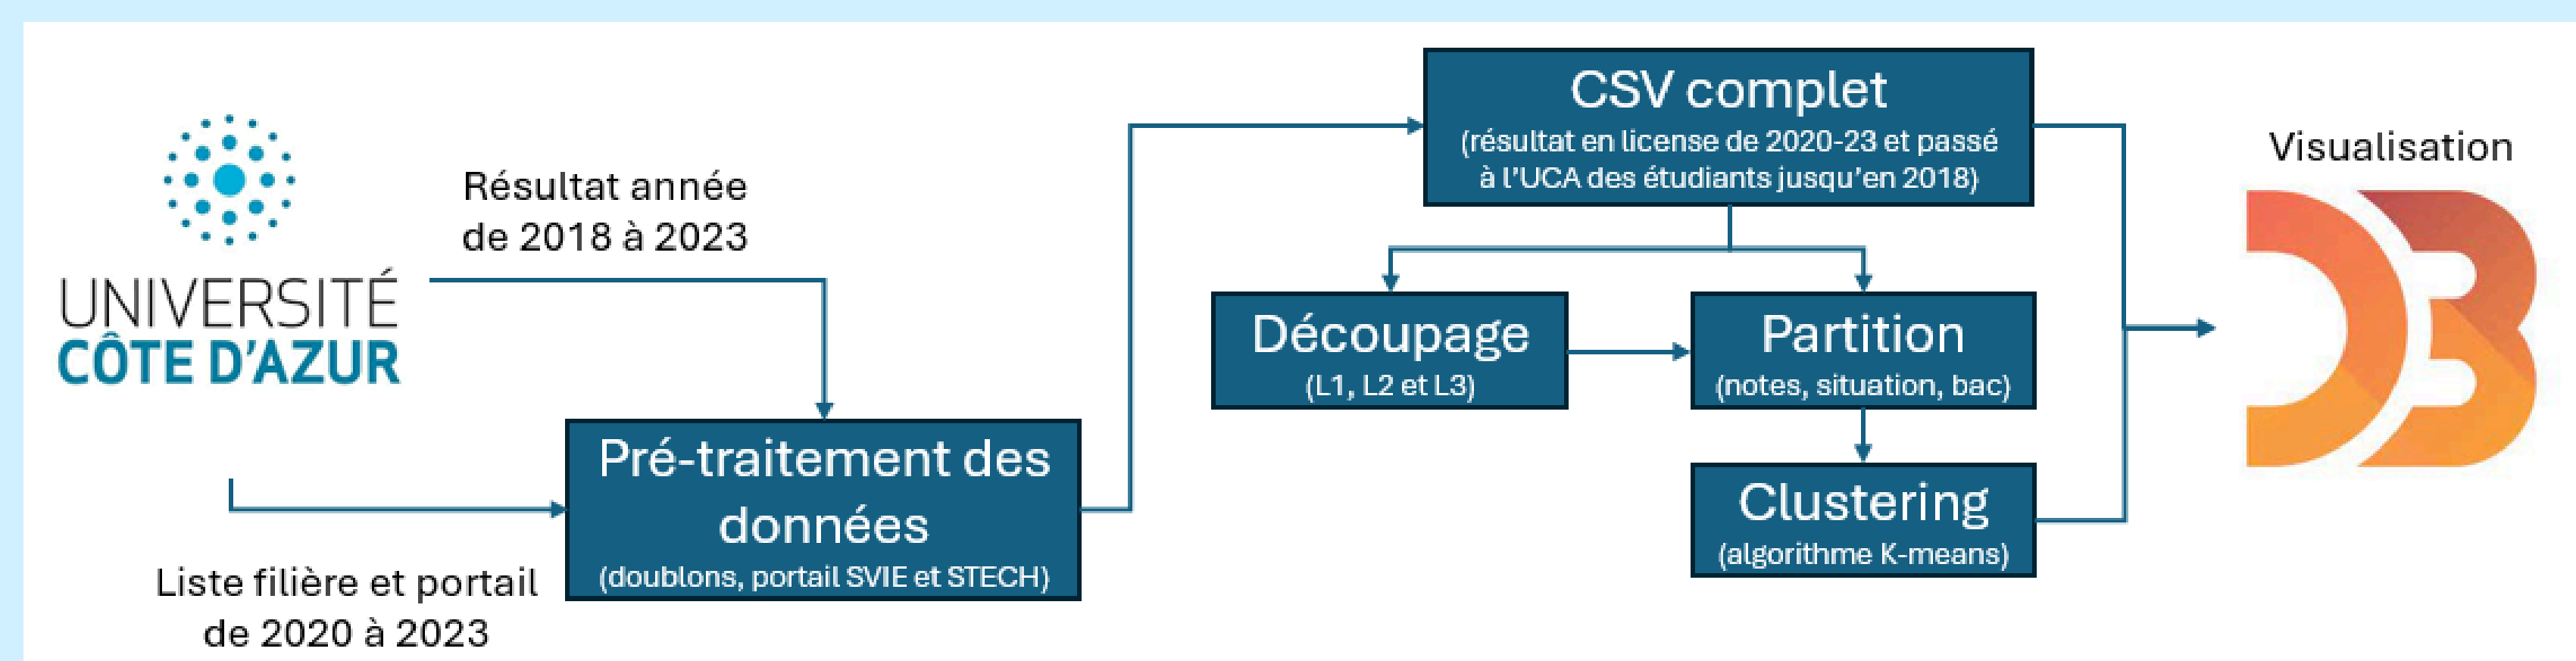 UNIVERSITÉ
CÔTE D'AZUR
Résultat année
de 2018 à 2023
Liste filière et portail
de 2020 à 2023
Pré-traitement des
données
(doublons, portail SVIE et STECH)
CSV complet
(résultat en license de 2020-23 et passé
à l'UCA des étudiants jusqu'en 2018)
Découpage
(L1, L2 et L3)
Partition
(notes, situation, bac)
Clustering
(algorithme K-means)
Visualisation
D3